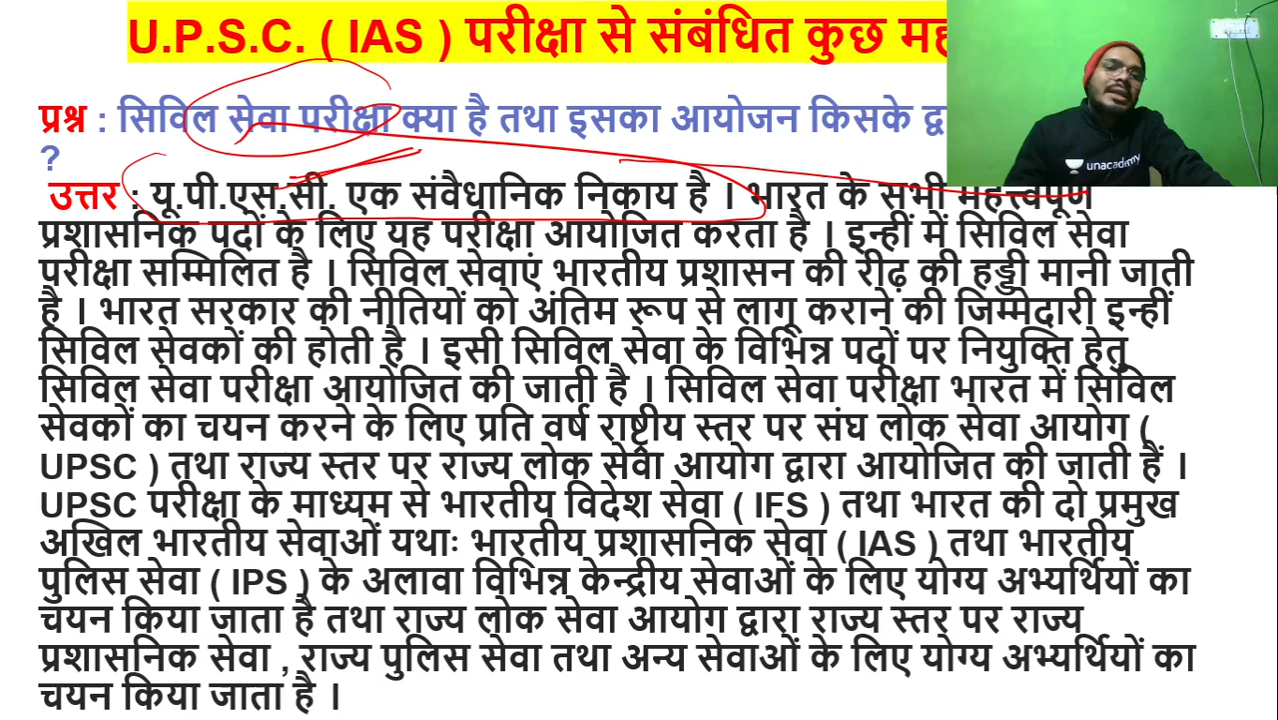 U.P.S.C. ( IAS ) परीक्षा से संबंधित कुछ
प्रश्न : सिविल सेवा परीक्षा क्या है तथा इसका आयोजन किसके
?
उत्तर : यू.पी.एस.सी. एक संवैधानिक निकाय है । भारत के सभी महत्त्वपूर्ण
प्रशासनिक पदों के लिए यह परीक्षा आयोजित करता है । इन्हीं में सिविल सेवा
परीक्षा सम्मिलित है । सिविल सेवाएं भारतीय प्रशासन की रीढ़ की हड्डी मानी जाती
है । भारत सरकार की नीतियों को अंतिम रूप से लागू कराने की जिम्मेदारी इन्हीं
सिविल सेवकों की होती है । इसी सिविल सेवा के विभिन्न पदों पर नियुक्ति हेतु
सिविल सेवा परीक्षा आयोजित की जाती है । सिविल सेवा परीक्षा भारत में सिविल
सेवकों का चयन करने के लिए प्रति वर्ष राष्ट्रीय स्तर पर संघ लोक सेवा आयोग (
UPSC ) तथा राज्य स्तर पर राज्य लोक सेवा आयोग द्वारा आयोजित की जाती हैं ।
UPSC परीक्षा के माध्यम से भारतीय विदेश सेवा ( IFS ) तथा भारत की दो प्रमुख
अखिल भारतीय सेवाओं यथाः भारतीय प्रशासनिक सेवा ( IAS ) तथा भारतीय
पुलिस सेवा ( IPS ) के अलावा विभिन्न केन्द्रीय सेवाओं के लिए योग्य अभ्यर्थियों का
चयन किया जाता है तथा राज्य लोक सेवा आयोग द्वारा राज्य स्तर पर राज्य
प्रशासनिक सेवा , राज्य पुलिस सेवा तथा अन्य सेवाओं के लिए योग्य अभ्यर्थियों का
चयन किया जाता है ।
unacademy